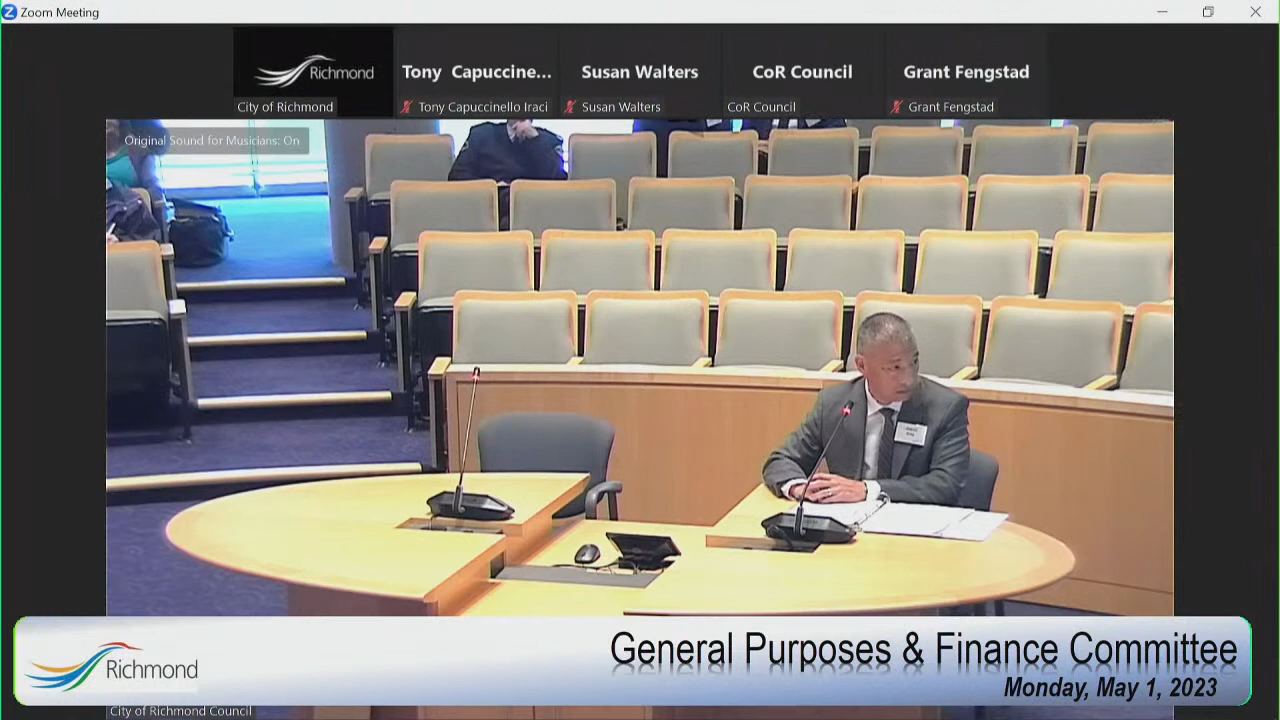 Zoom Meeting
Richmond
Tony Capuccine...
Susan Walters
CoR Council
Grant Fengstad
City of Richmond
Tony Capuccinello Iraci
Susan Walters
CoR Council
Grant Fengstad
Original Sound for Musicians: On
General Purposes & Finance Committee
Richmond
Monday, May 1, 2023
City of Richmond Council